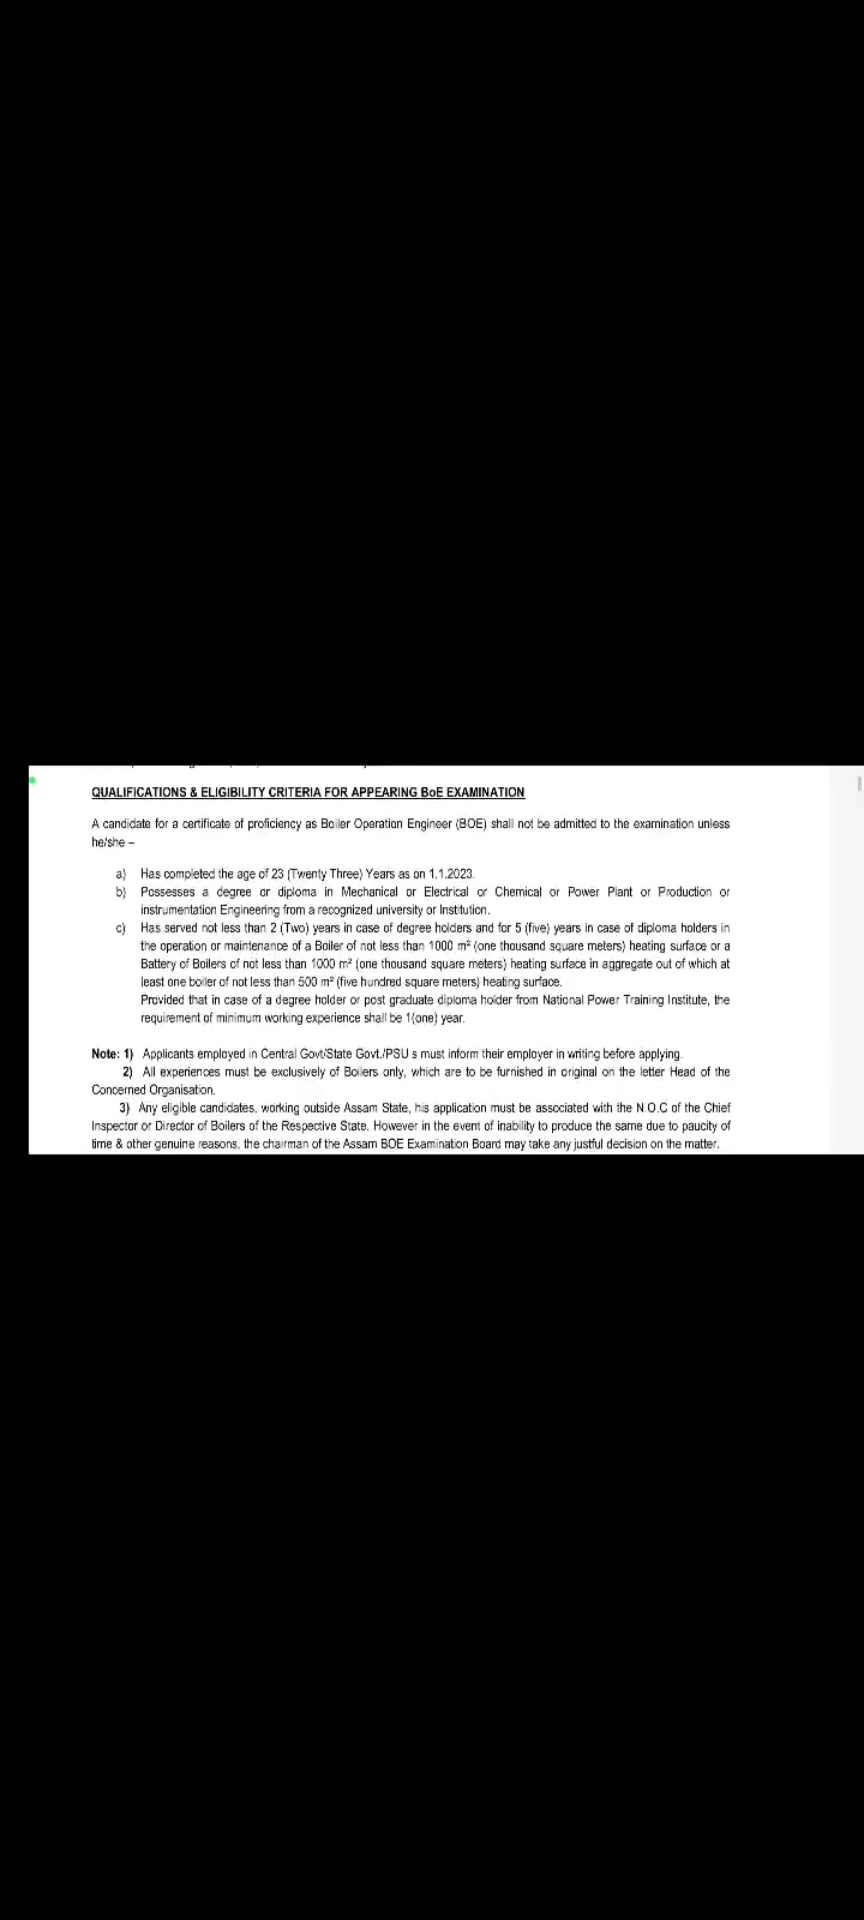 QUALIFICATIONS & ELIGIBILITY CRITERIA FOR APPEARING BoE EXAMINATION
A candidate for a certificate of proficiency as Boiler Operation Engineer (BOE) shall not be admitted to the examination unless
he/she –
a) Has completed the age of 23 (Twenty Three) Years as on 1.1.2023.
b) Possesses a degree or diploma in Mechanical or Electrical or Chemical or Power Plant or Production or
instrumentation Engineering from a recognized university or Institution.
c) Has served not less than 2 (Two) years in case of degree holders and for 5 (five) years in case of diploma holders in
the operation or maintenance of a Boiler of not less than 1000 m² (one thousand square meters) heating surface or a
Battery of Boilers of not less than 1000 m² (one thousand square meters) heating surface in aggregate out of which at
least one boiler of not less than 500 m² (five hundred square meters) heating surface.
Provided that in case of a degree holder or post graduate diploma holder from National Power Training Institute, the
requirement of minimum working experience shall be 1(one) year.
Note: 1) Applicants employed in Central Govt/State Govt./PSU s must inform their employer in writing before applying.
2) All experiences must be exclusively of Boilers only, which are to be furnished in original on the letter Head of the
Concerned Organisation.
3) Any eligible candidates, working outside Assam State, his application must be associated with the N.O.C of the Chief
Inspector or Director of Boilers of the Respective State. However in the event of inability to produce the same due to paucity of
time & other genuine reasons, the chairman of the Assam BOE Examination Board may take any justful decision on the matter.